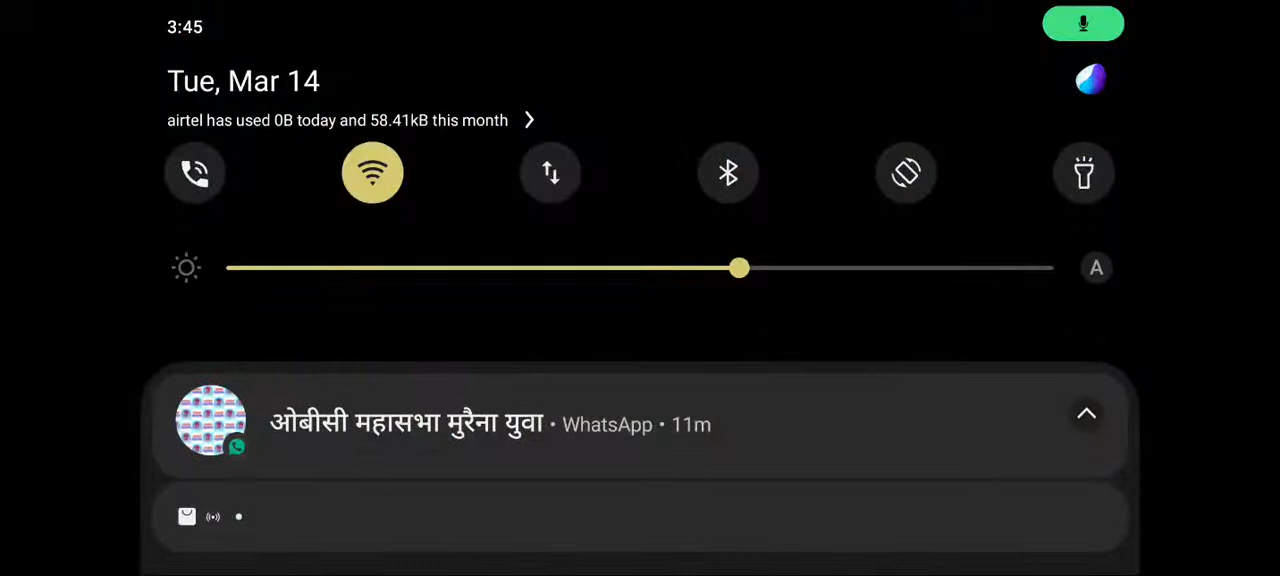 3:45
Tue, Mar 14
airtel has used 0B today and 58.41kB this month
A
ओबीसी महासभा मुरैना युवा • WhatsApp • 11m